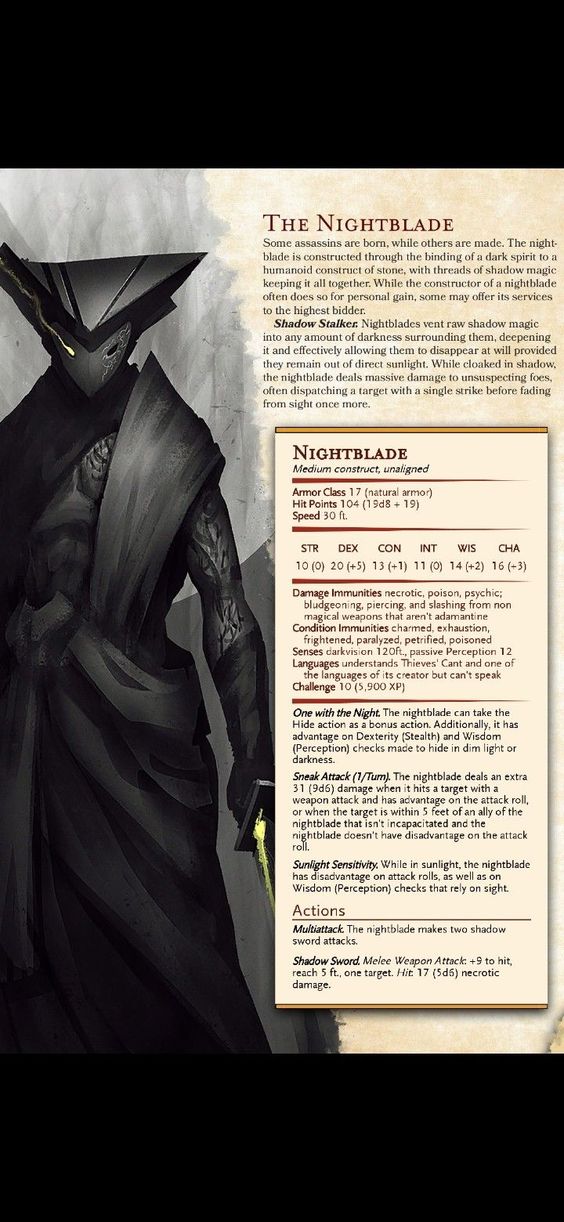 The Nightblade
Some assassins are born, while others are made. The night-
blade is constructed through the binding of a dark spirit to a
humanoid construct of stone, with threads of shadow magic
keeping it all together. While the constructor of a nightblade
often does so for personal gain, some may offer its services
to the highest bidder.
Shadow Stalker. Nightblades vent raw shadow magic
into any amount of darkness surrounding them, deepening
it and effectively allowing them to disappear at will provided
they remain out of direct sunlight. While cloaked in shadow,
the nightblade deals massive damage to unsuspecting foes,
often dispatching a target with a single strike before fading
from sight once more.
Nightblade
Medium construct, unaligned
Armor Class 17 (natural armor)
Hit Points 104 (19d8 + 19)
Speed 30 ft.
STR DEX CON INT WIS CHA
10 (0) 20 (+5) 13 (+1) 11 (0) 14 (+2) 16 (+3)
Damage Immunities necrotic, poison, psychic;
bludgeoning, piercing, and slashing from non
magical weapons that aren't adamantine
Condition Immunities charmed, exhaustion,
frightened, paralyzed, petrified, poisoned
Senses darkvision 120ft., passive Perception 12
Languages understands Thieves' Cant and one of
the languages of its creator but can't speak
Challenge 10 (5,900 XP)
One with the Night. The nightblade can take the
Hide action as a bonus action. Additionally, it has
advantage on Dexterity (Stealth) and Wisdom
(Perception) checks made to hide in dim light or
darkness.
Sneak Attack (1/Turn). The nightblade deals an extra
31 (9d6) damage when it hits a target with a
weapon attack and has advantage on the attack roll,
or when the target is within 5 feet of an ally of the
nightblade that isn't incapacitated and the
nightblade doesn't have disadvantage on the attack
roll.
Sunlight Sensitivity. While in sunlight, the nightblade
has disadvantage on attack rolls, as well as on
Wisdom (Perception) checks that rely on sight.
Actions
Multiattack. The nightblade makes two shadow
sword attacks.
Shadow Sword. Melee Weapon Attack: +9 to hit,
reach 5 ft., one target. Hit: 17 (5d6) necrotic
damage.